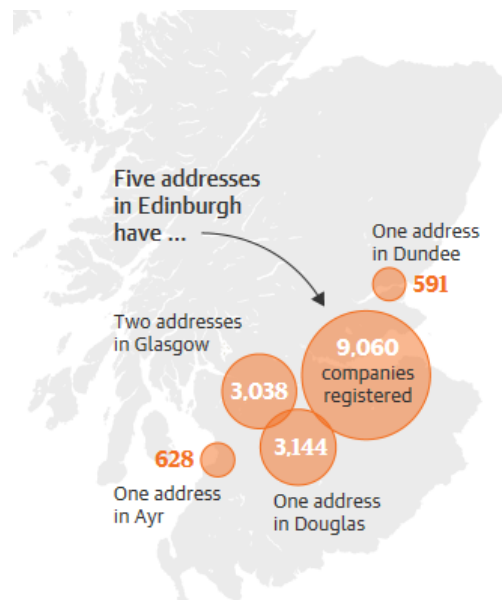 Five addresses
in Edinburgh
have ...
One address
in Dundee
591
Two addresses
in Glasgow
9,060
companies
registered
3,038
3,144
628
One address
in Ayr
One address
in Douglas